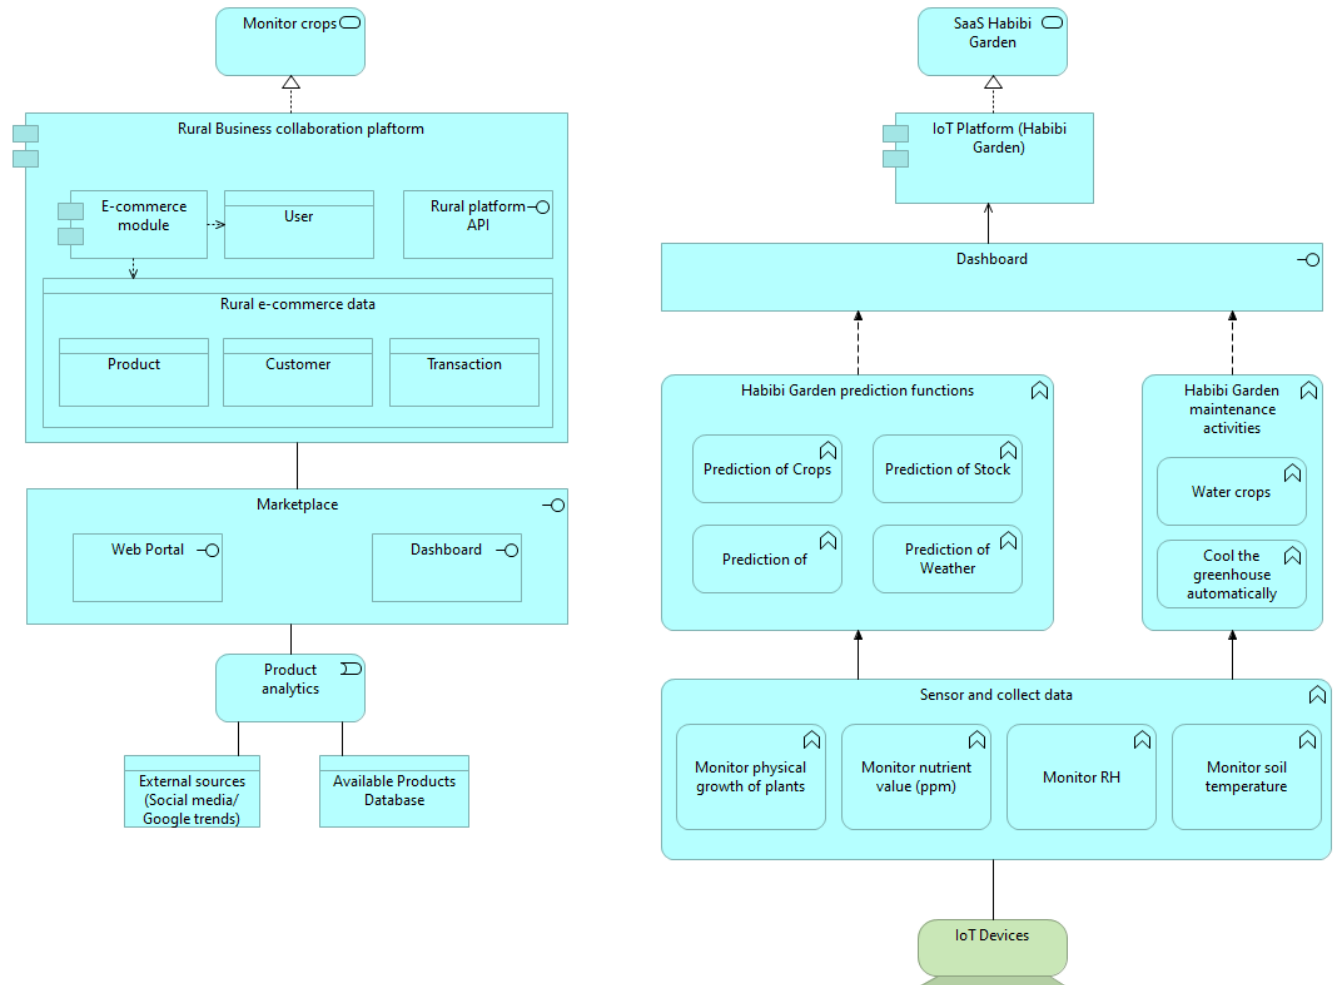 Monitor crops
Rural Business collaboration plaftorm
E-commerce
module
User
Rural platform
API
Rural e-commerce data
Product
Customer
Transaction
Marketplace
Web Portal
Dashboard
Product
analytics
External sources
(Social media/
Google trends)
Available Products
Database
SaaS Habibi
Garden
IoT Platform (Habibi
Garden)
Dashboard
Habibi Garden prediction functions
Prediction of Crops
Prediction of Stock
Prediction of
Prediction of
Weather
Habibi Garden
maintenance
activities
Water crops
Cool the
greenhouse
automatically
Sensor and collect data
Monitor physical
growth of plants
Monitor nutrient
value (ppm)
Monitor RH
Monitor soil
temperature
IoT Devices